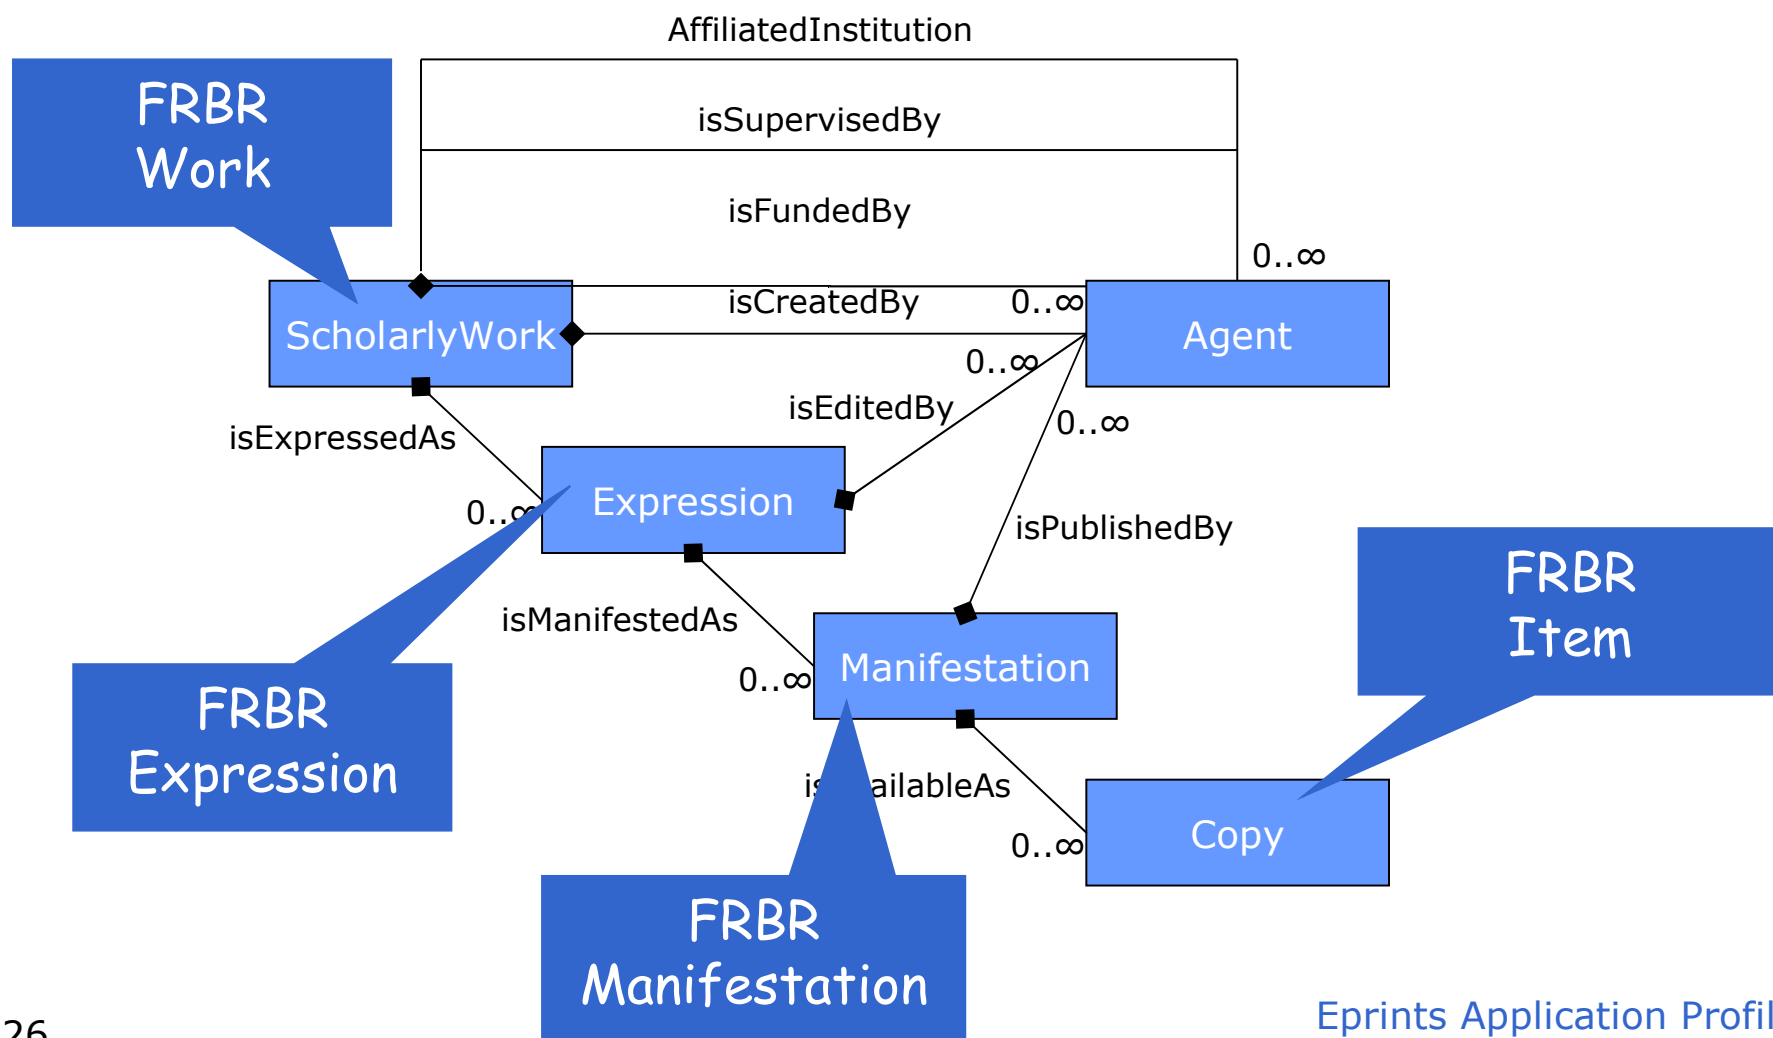 AffiliatedInstitution
FRBR
Work
isSupervisedBy
isFundedBy
0..∞
isCreatedBy
0..∞
ScholarlyWork
Agent
0..∞
isEditedBy
0..∞
isExpressedAs
Expression
0..∞
isPublishedBy
FRBR
Item
isManifestedAs
Manifestation
0..∞
FRBR
Expression
Copy
0..∞
FRBR
Manifestation
26
Eprints Application Profil